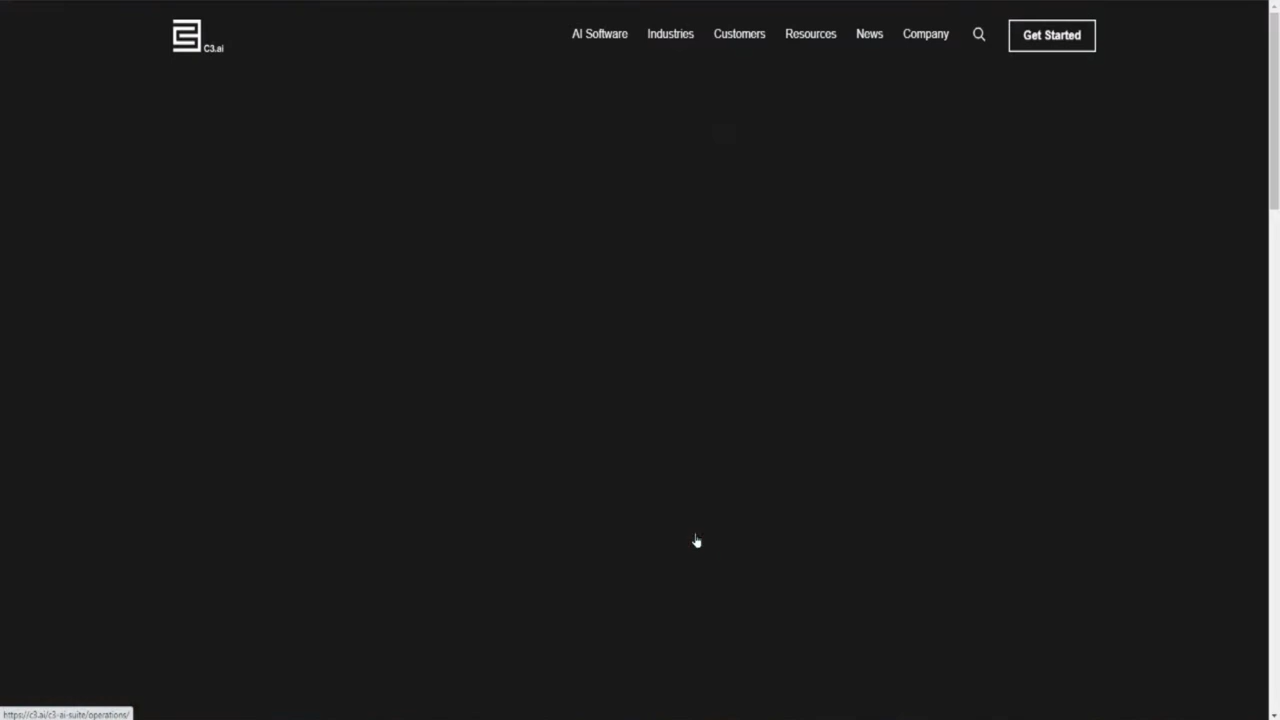 C3.ai
AI Software
Industries
Customers
Resources
News
Company
Get Started
https://c3.ai/c3-ai-suite/operations/